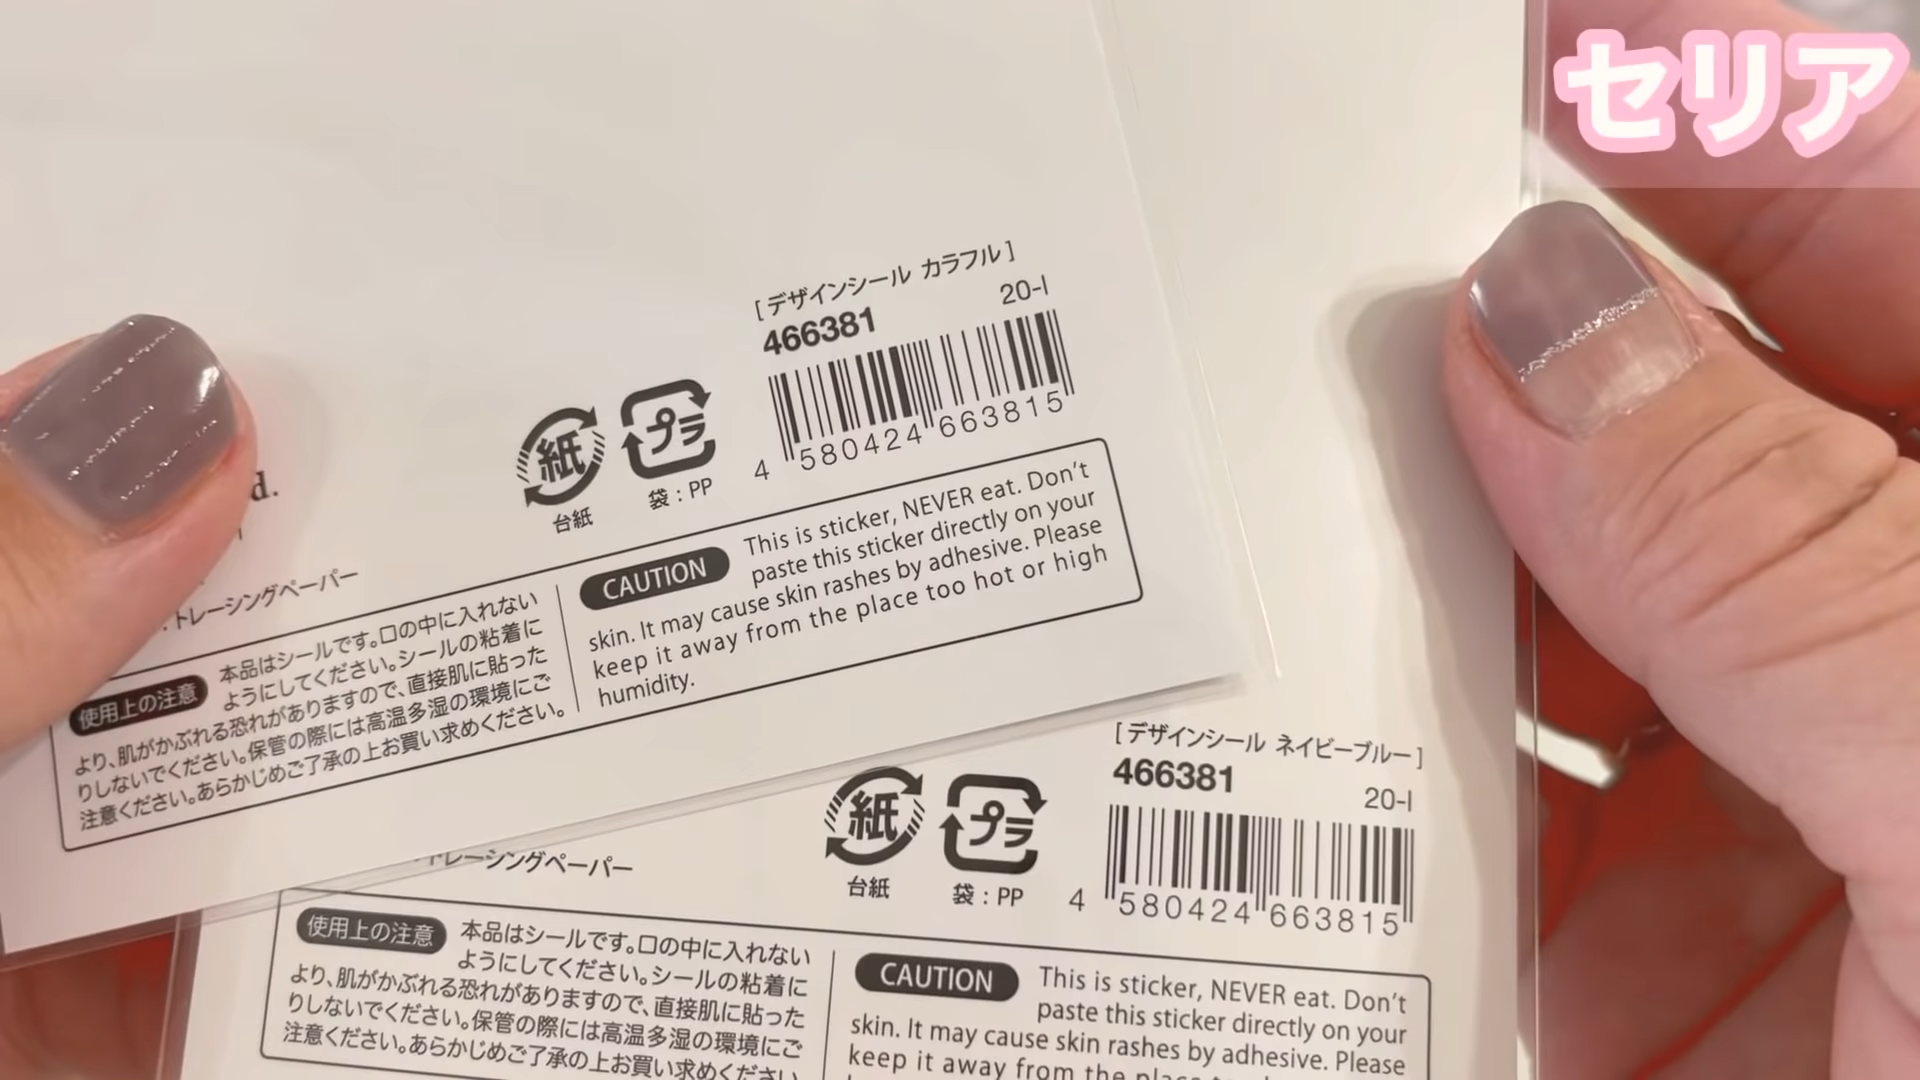 セリア
[デザインシール カラフル]
466381
20-I
4 580424 663815
紙
プラ
台紙
袋:PP
d.
トレーシングペーパー
使用上の注意
本品はシールです。口の中に入れない
ようにしてください。シールの粘着に
より、肌がかぶれる恐れがありますので、直接肌に貼った
りしないでください。保管の際には高温多湿の環境にご
注意ください。あらかじめご了承の上お買い求めください。
CAUTION
This is sticker, NEVER eat. Don't
paste this sticker directly on your
skin. It may cause skin rashes by adhesive. Please
keep it away from the place too hot or high
humidity.
[デザインシール ネイビーブルー]
466381
20-I
4 580424 663815
紙
プラ
台紙
袋:PP
トレーシングペーパー
使用上の注意
本品はシールです。口の中に入れない
ようにしてください。シールの粘着に
より、肌がかぶれる恐れがありますので、直接肌に貼った
りしないでください。保管の際には高温多湿の環境にご
注意ください。あらかじめご了承の上お買い求めください
CAUTION
This is sticker, NEVER eat. Don't
paste this sticker directly on your
skin. It may cause skin rashes by adhesive. Please
keep it away from the